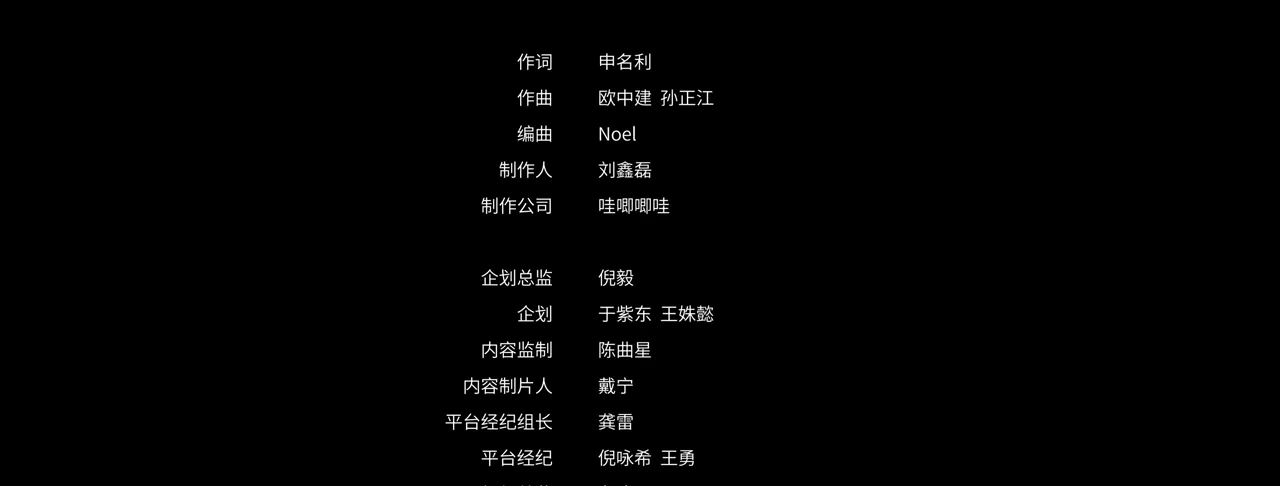 作词 申名利
作曲 欧中建 孙正江
编曲 Noel
制作人 刘鑫磊
制作公司 哇唧唧哇
企划总监 倪毅
企划 于紫东 王姝懿
内容监制 陈曲星
内容制片人 戴宁
平台经纪组长 龚雷
平台经纪 倪咏希 王勇